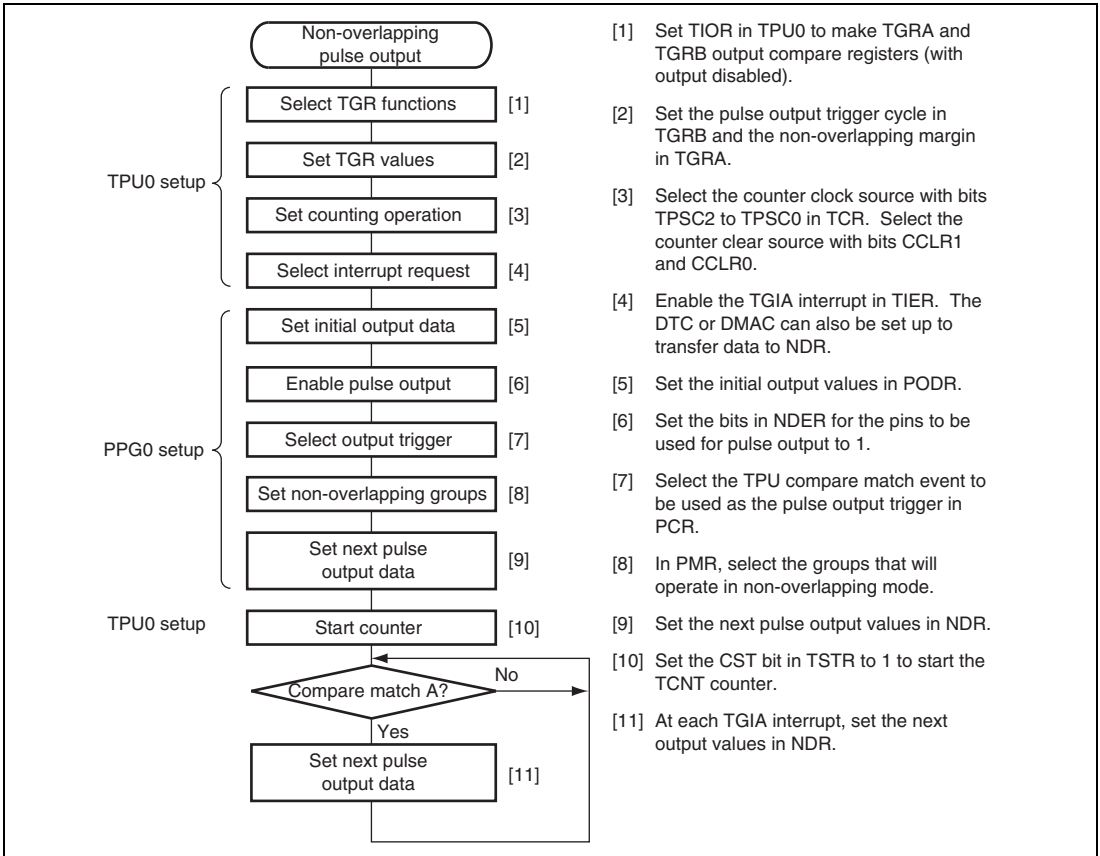 Non-overlapping
pulse output
TPU0 setup
Select TGR functions [1]
Set TGR values [2]
Set counting operation [3]
Select interrupt request [4]
PPG0 setup
Set initial output data [5]
Enable pulse output [6]
Select output trigger [7]
Set non-overlapping groups [8]
Set next pulse
output data [9]
TPU0 setup
Start counter [10]
Compare match A?
No
Yes
Set next pulse
output data [11]
[1] Set TIOR in TPU0 to make TGRA and
TGRB output compare registers (with
output disabled).
[2] Set the pulse output trigger cycle in
TGRB and the non-overlapping margin
in TGRA.
[3] Select the counter clock source with bits
TPSC2 to TPSC0 in TCR. Select the
counter clear source with bits CCLR1
and CCLR0.
[4] Enable the TGIA interrupt in TIER. The
DTC or DMAC can also be set up to
transfer data to NDR.
[5] Set the initial output values in PODR.
[6] Set the bits in NDER for the pins to be
used for pulse output to 1.
[7] Select the TPU compare match event to
be used as the pulse output trigger in
PCR.
[8] In PMR, select the groups that will
operate in non-overlapping mode.
[9] Set the next pulse output values in NDR.
[10] Set the CST bit in TSTR to 1 to start the
TCNT counter.
[11] At each TGIA interrupt, set the next
output values in NDR.